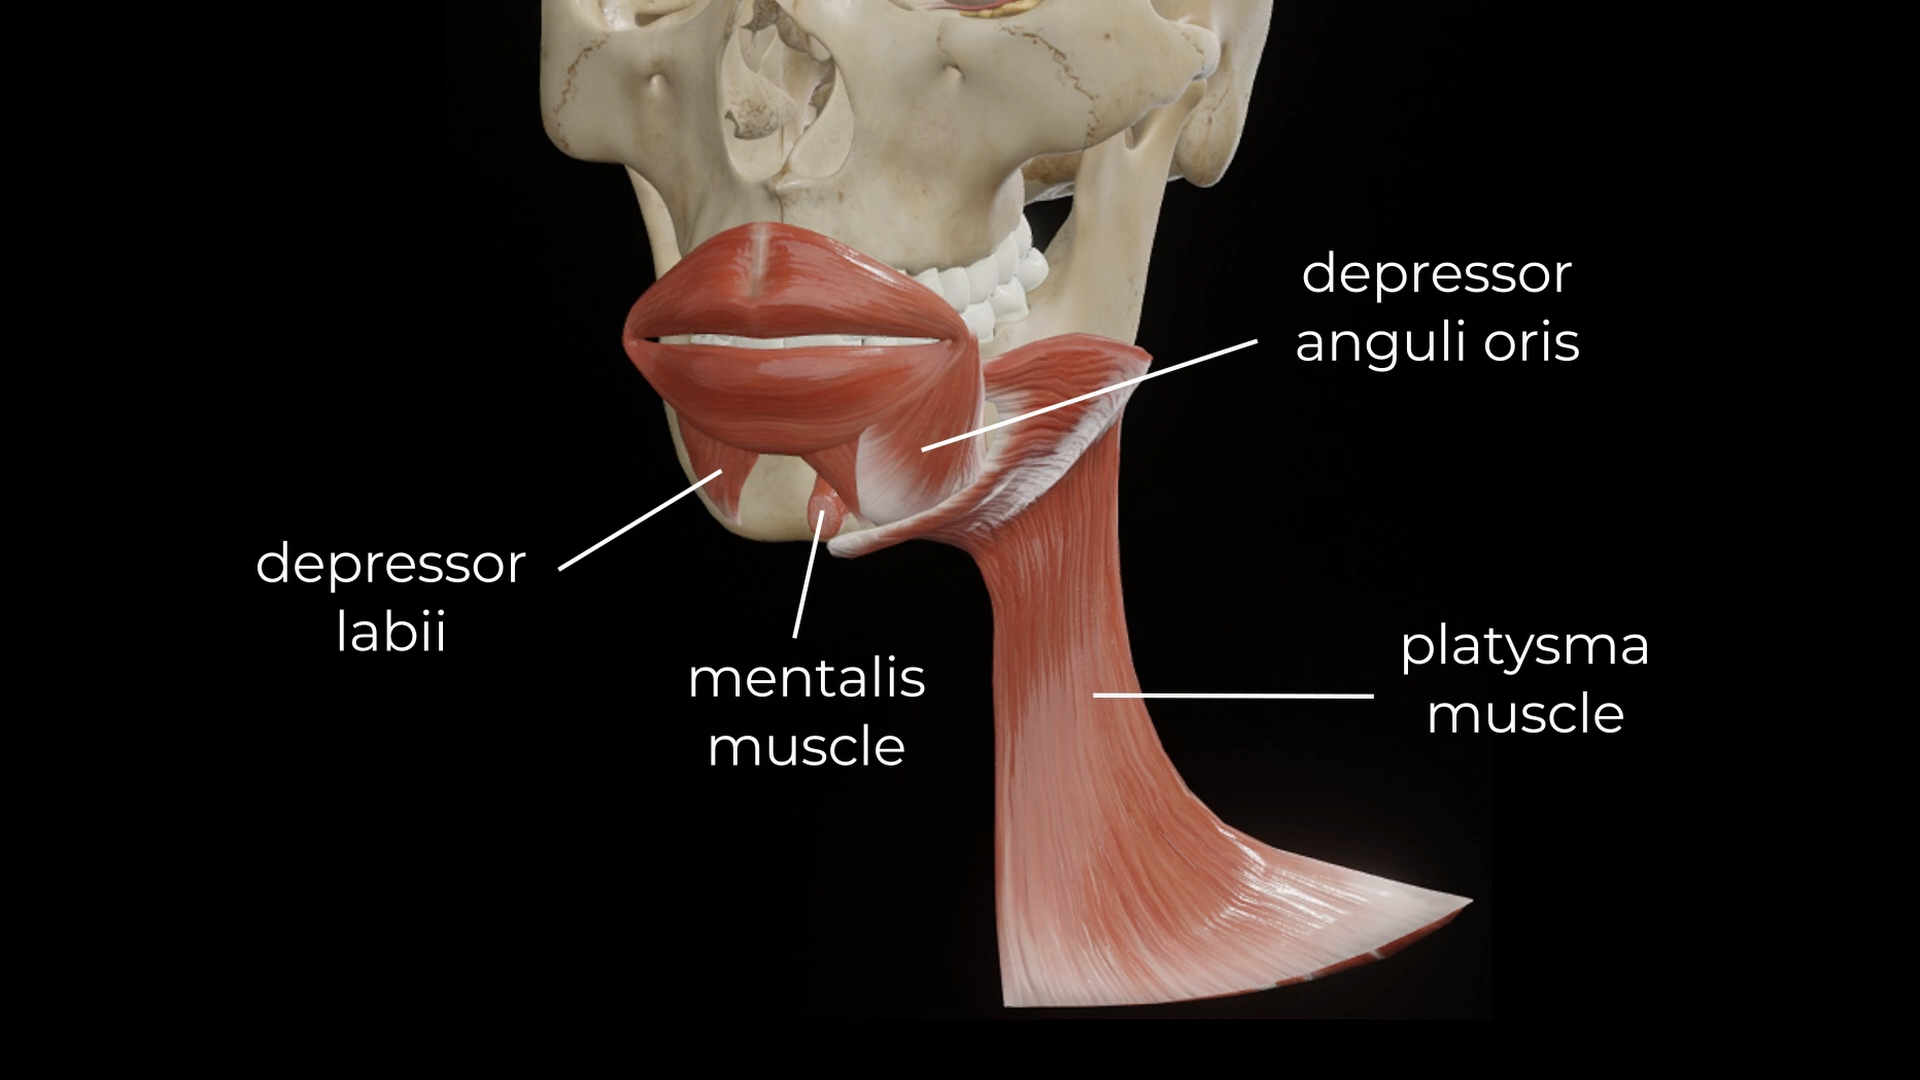 depressor
anguli oris
depressor
labii
mentalis
muscle
platysma
muscle